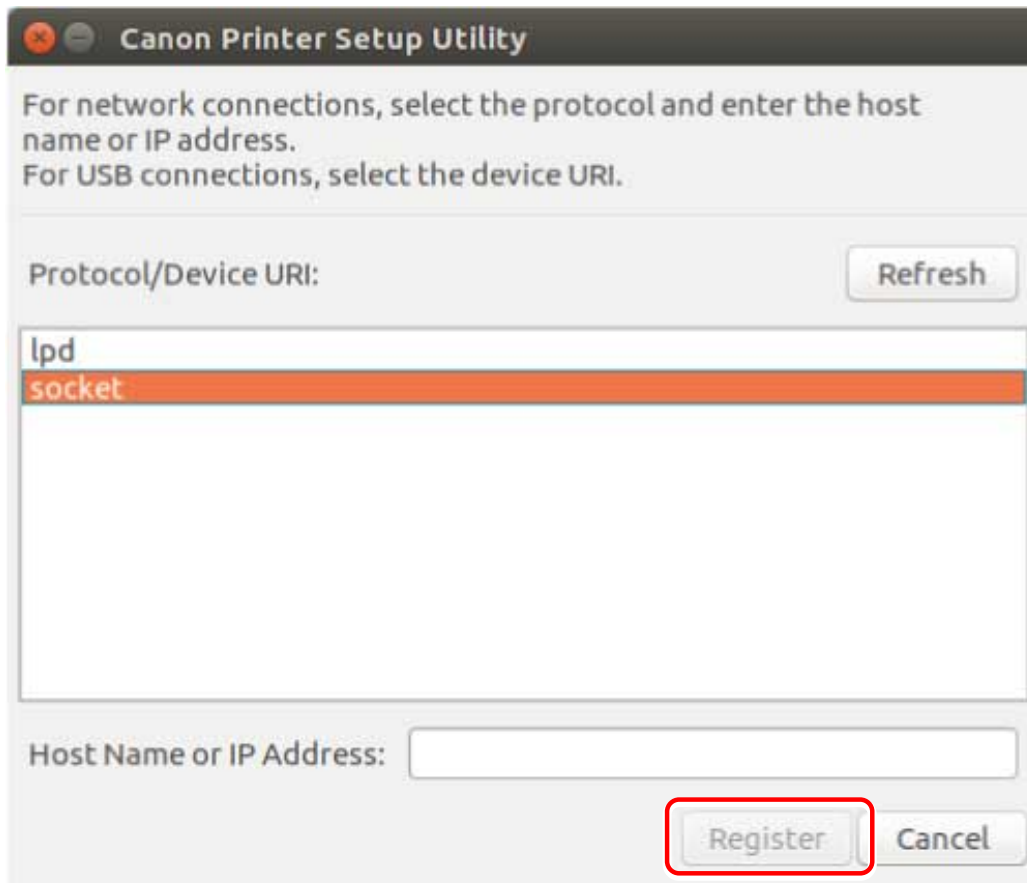 Canon Printer Setup Utility
For network connections, select the protocol and enter the host
name or IP address.
For USB connections, select the device URI.
Protocol/Device URI:
Refresh
lpd
socket
Host Name or IP Address:
Register
Cancel